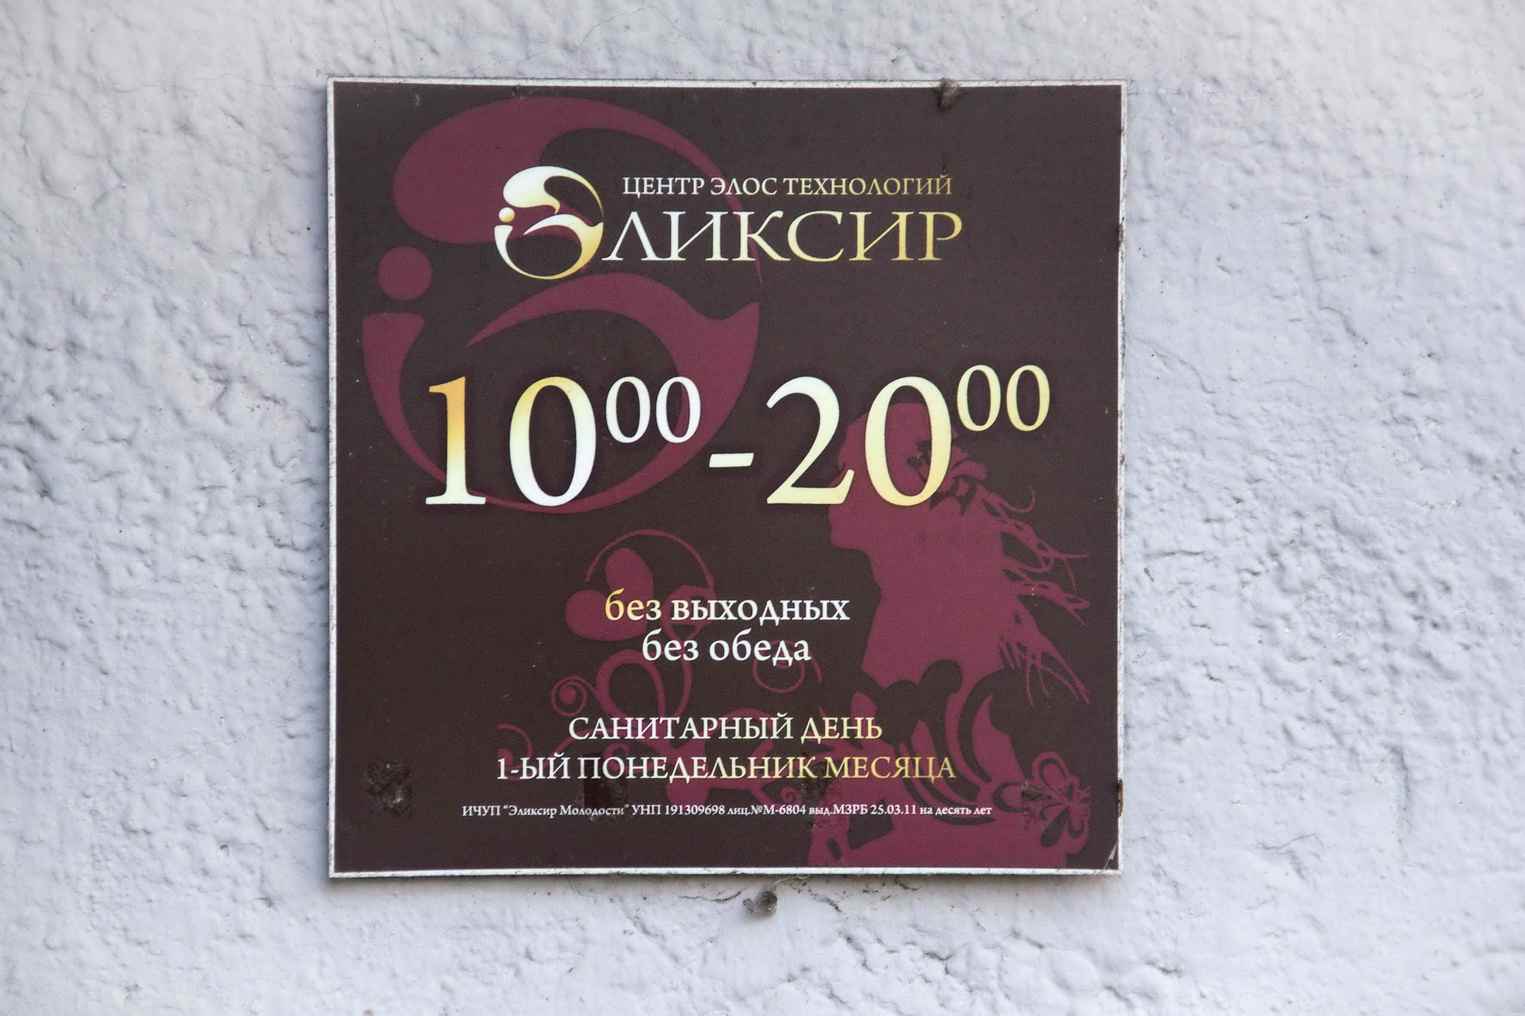 ЦЕНТР ЭЛОС ТЕХНОЛОГИЙ
ЭЛИКСИР
10⁰⁰-20⁰⁰
без выходных
без обеда
САНИТАРНЫЙ ДЕНЬ
1-ЫЙ ПОНЕДЕЛЬНИК МЕСЯЦА
ИЧУП "Эликсир Молодости" УНП 191309698 лиц.№М-6804 выд.МЗРБ 25.03.11 на десять лет